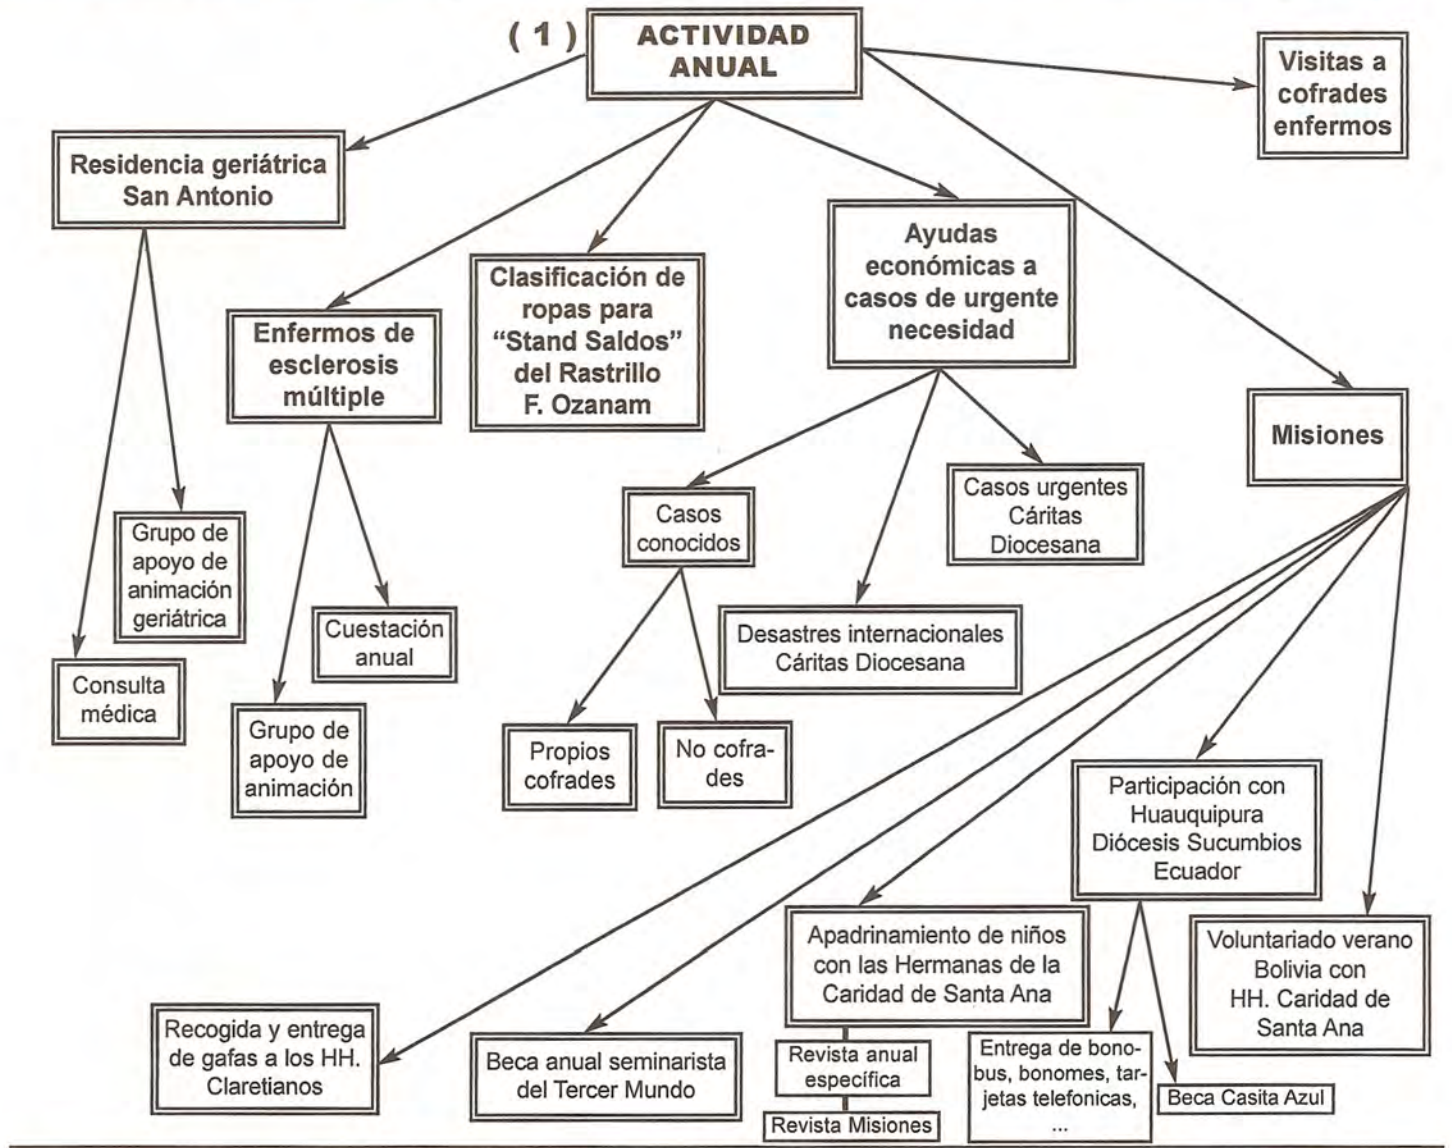 ( 1 )
ACTIVIDAD
ANUAL
Visitas a
cofrades
enfermos
Residencia geriátrica
San Antonio
Ayudas
económicas a
casos de urgente
necesidad
Clasificación de
ropas para
“Stand Saldos”
del Rastrillo
F. Ozanam
Enfermos de
esclerosis
múltiple
Misiones
Casos urgentes
Cáritas
Diocesana
Casos
conocidos
Grupo de
apoyo de
animación
geriátrica
Cuestación
anual
Desastres internacionales
Cáritas Diocesana
Consulta
médica
Grupo de
apoyo de
animación
Propios
cofrades
No cofra-
des
Participación con
Huauquipura
Diócesis Sucumbios
Ecuador
Apadrinamiento de niños
con las Hermanas de la
Caridad de Santa Ana
Voluntariado verano
Bolivia con
HH. Caridad de
Santa Ana
Recogida y entrega
de gafas a los HH.
Claretianos
Beca anual seminarista
del Tercer Mundo
Revista anual
específica
Revista Misiones
Entrega de bono-
bus, bonomes, tar-
jetas telefonicas,
...
Beca Casita Azul